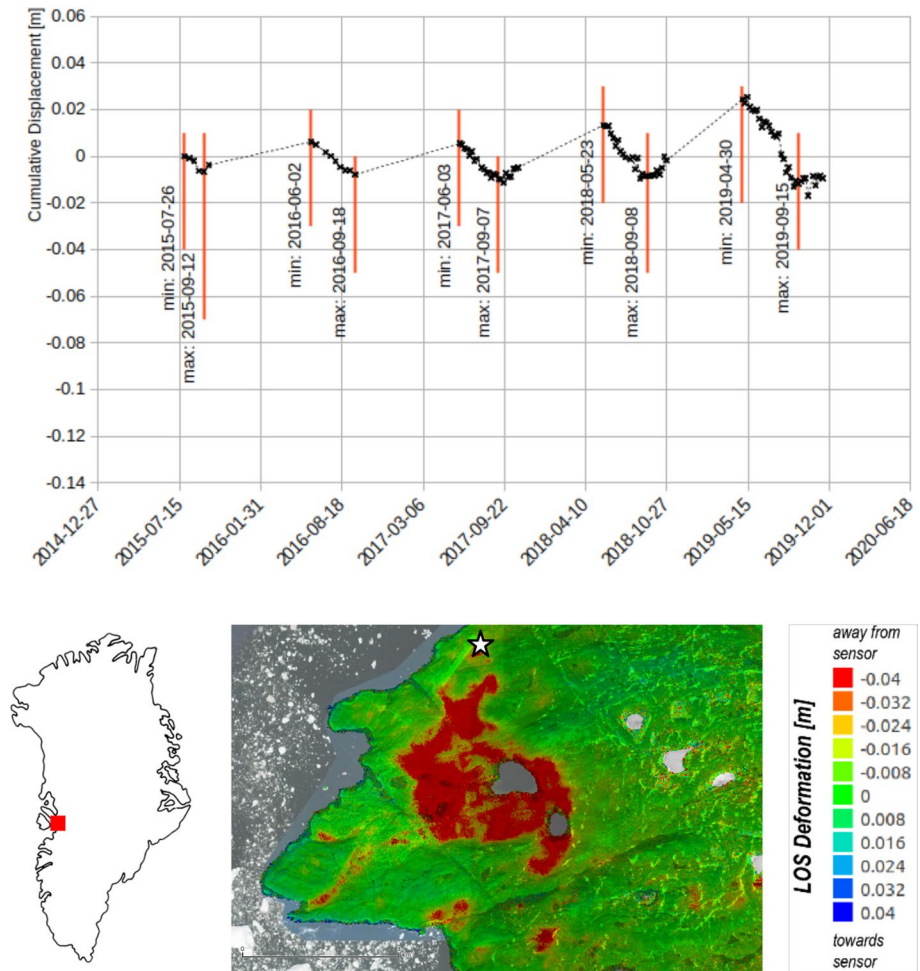 Cumulative Displacement [m]
0.06
0.04
0.02
0
-0.02
-0.04
-0.06
-0.08
-0.1
-0.12
-0.14
min: 2015-07-26
max: 2015-09-12
min: 2016-06-02
max: 2016-09-18
min: 2017-06-03
max: 2017-09-07
min: 2018-05-23
max: 2018-09-08
min: 2019-04-30
max: 2019-09-15
2014-12-27
2015-07-15
2016-01-31
2016-08-18
2017-03-06
2017-09-22
2018-04-10
2018-10-27
2019-05-15
2019-12-01
2020-06-18
LOS Deformation [m]
away from
sensor
-0.04
-0.032
-0.024
-0.016
-0.008
0
0.008
0.016
0.024
0.032
0.04
towards
sensor